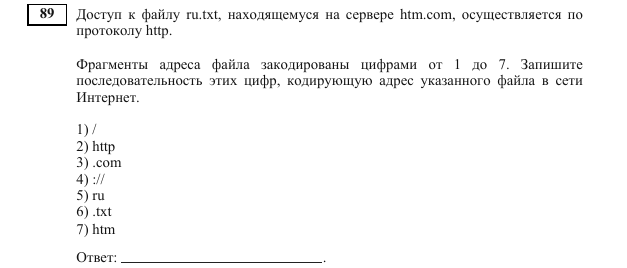 89
Доступ к файлу ru.txt, находящемуся на сервере htm.com, осуществляется по
протоколу http.
Фрагменты адреса файла закодированы цифрами от 1 до 7. Запишите
последовательность этих цифр, кодирующую адрес указанного файла в сети
Интернет.
1) /
2) http
3) .com
4) ://
5) ru
6) .txt
7) htm
Ответ: ____________________________.